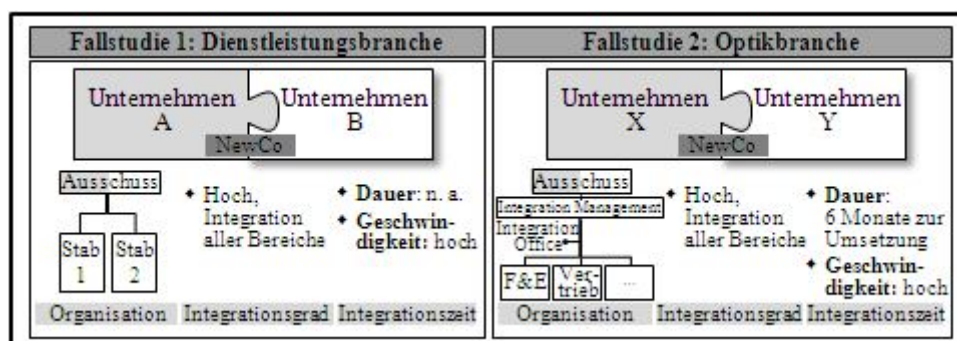 Fallstudie 1: Dienstleistungsbranche
Unternehmen
A
Unternehmen
B
NewCo
Ausschuss
Stab
1
Stab
2
Hoch,
Integration
aller Bereiche
Dauer: n. a.
Geschwin-
digkeit: hoch
Organisation
Integrationsgrad
Integrationszeit
Fallstudie 2: Optikbranche
Unternehmen
X
Unternehmen
Y
NewCo
Ausschuss
Integration Management
Integration
Office
F&E
Ver-
trieb
...
Hoch,
Integration
aller Bereiche
Dauer:
6 Monate zur
Umsetzung
Geschwin-
digkeit: hoch
Organisation
Integrationsgrad
Integrationszeit